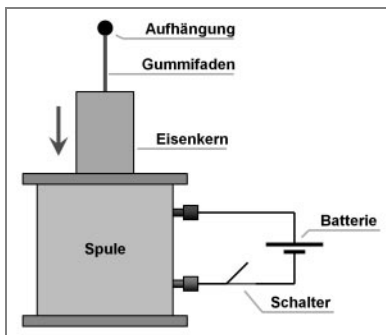 Aufhängung
Gummifaden
Eisenkern
Batterie
Spule
Schalter